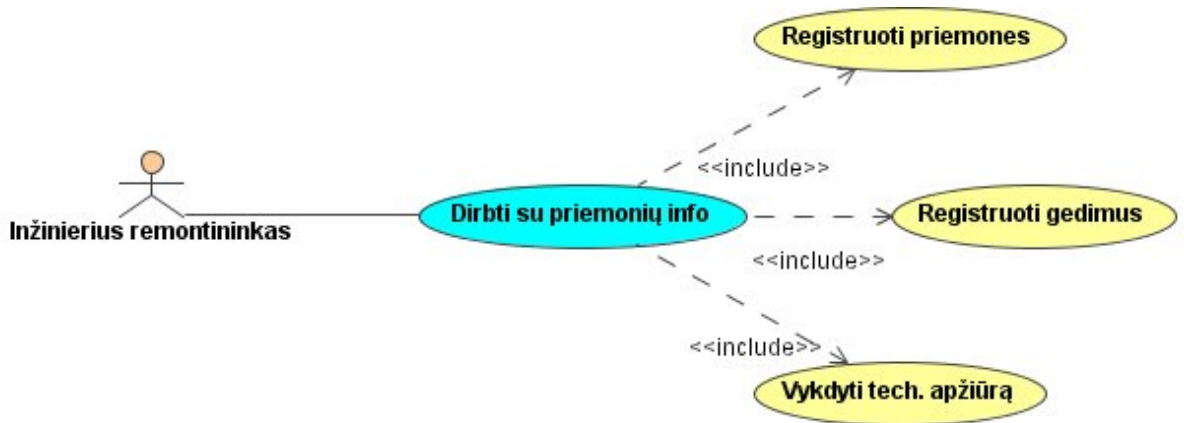 Registruoti priemones
<<include>>
Dirbti su priemonių info
Registruoti gedimus
Inžinierius remontininkas
<<include>>
<<include>>
Vykdyti tech. apžiūrą